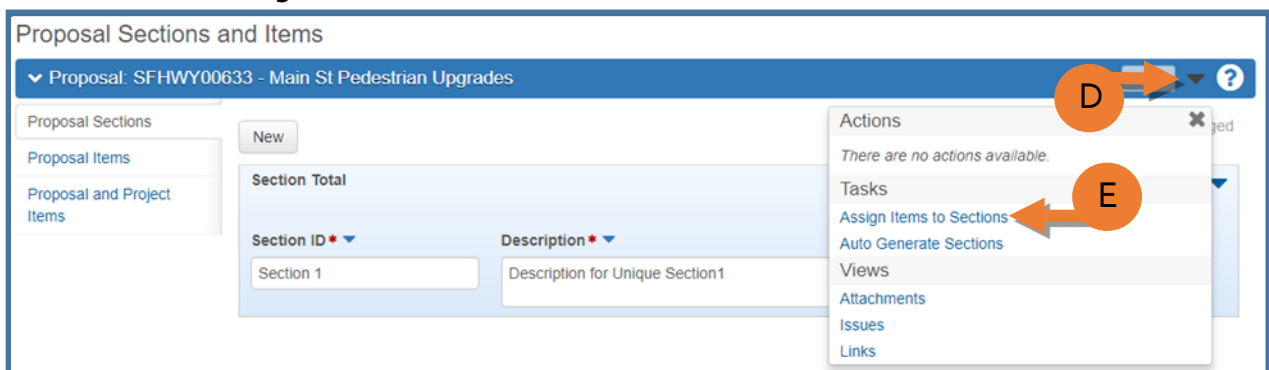 Proposal Sections and Items
Proposal: SFHWY00633 - Main St Pedestrian Upgrades
?
D
Proposal Sections
Proposal Items
Proposal and Project
Items
New
Section Total
Section ID*
Description*
Section 1
Description for Unique Section1
Actions
ged
There are no actions available.
Tasks
E
Assign Items to Sections
Auto Generate Sections
Views
Attachments
Issues
Links